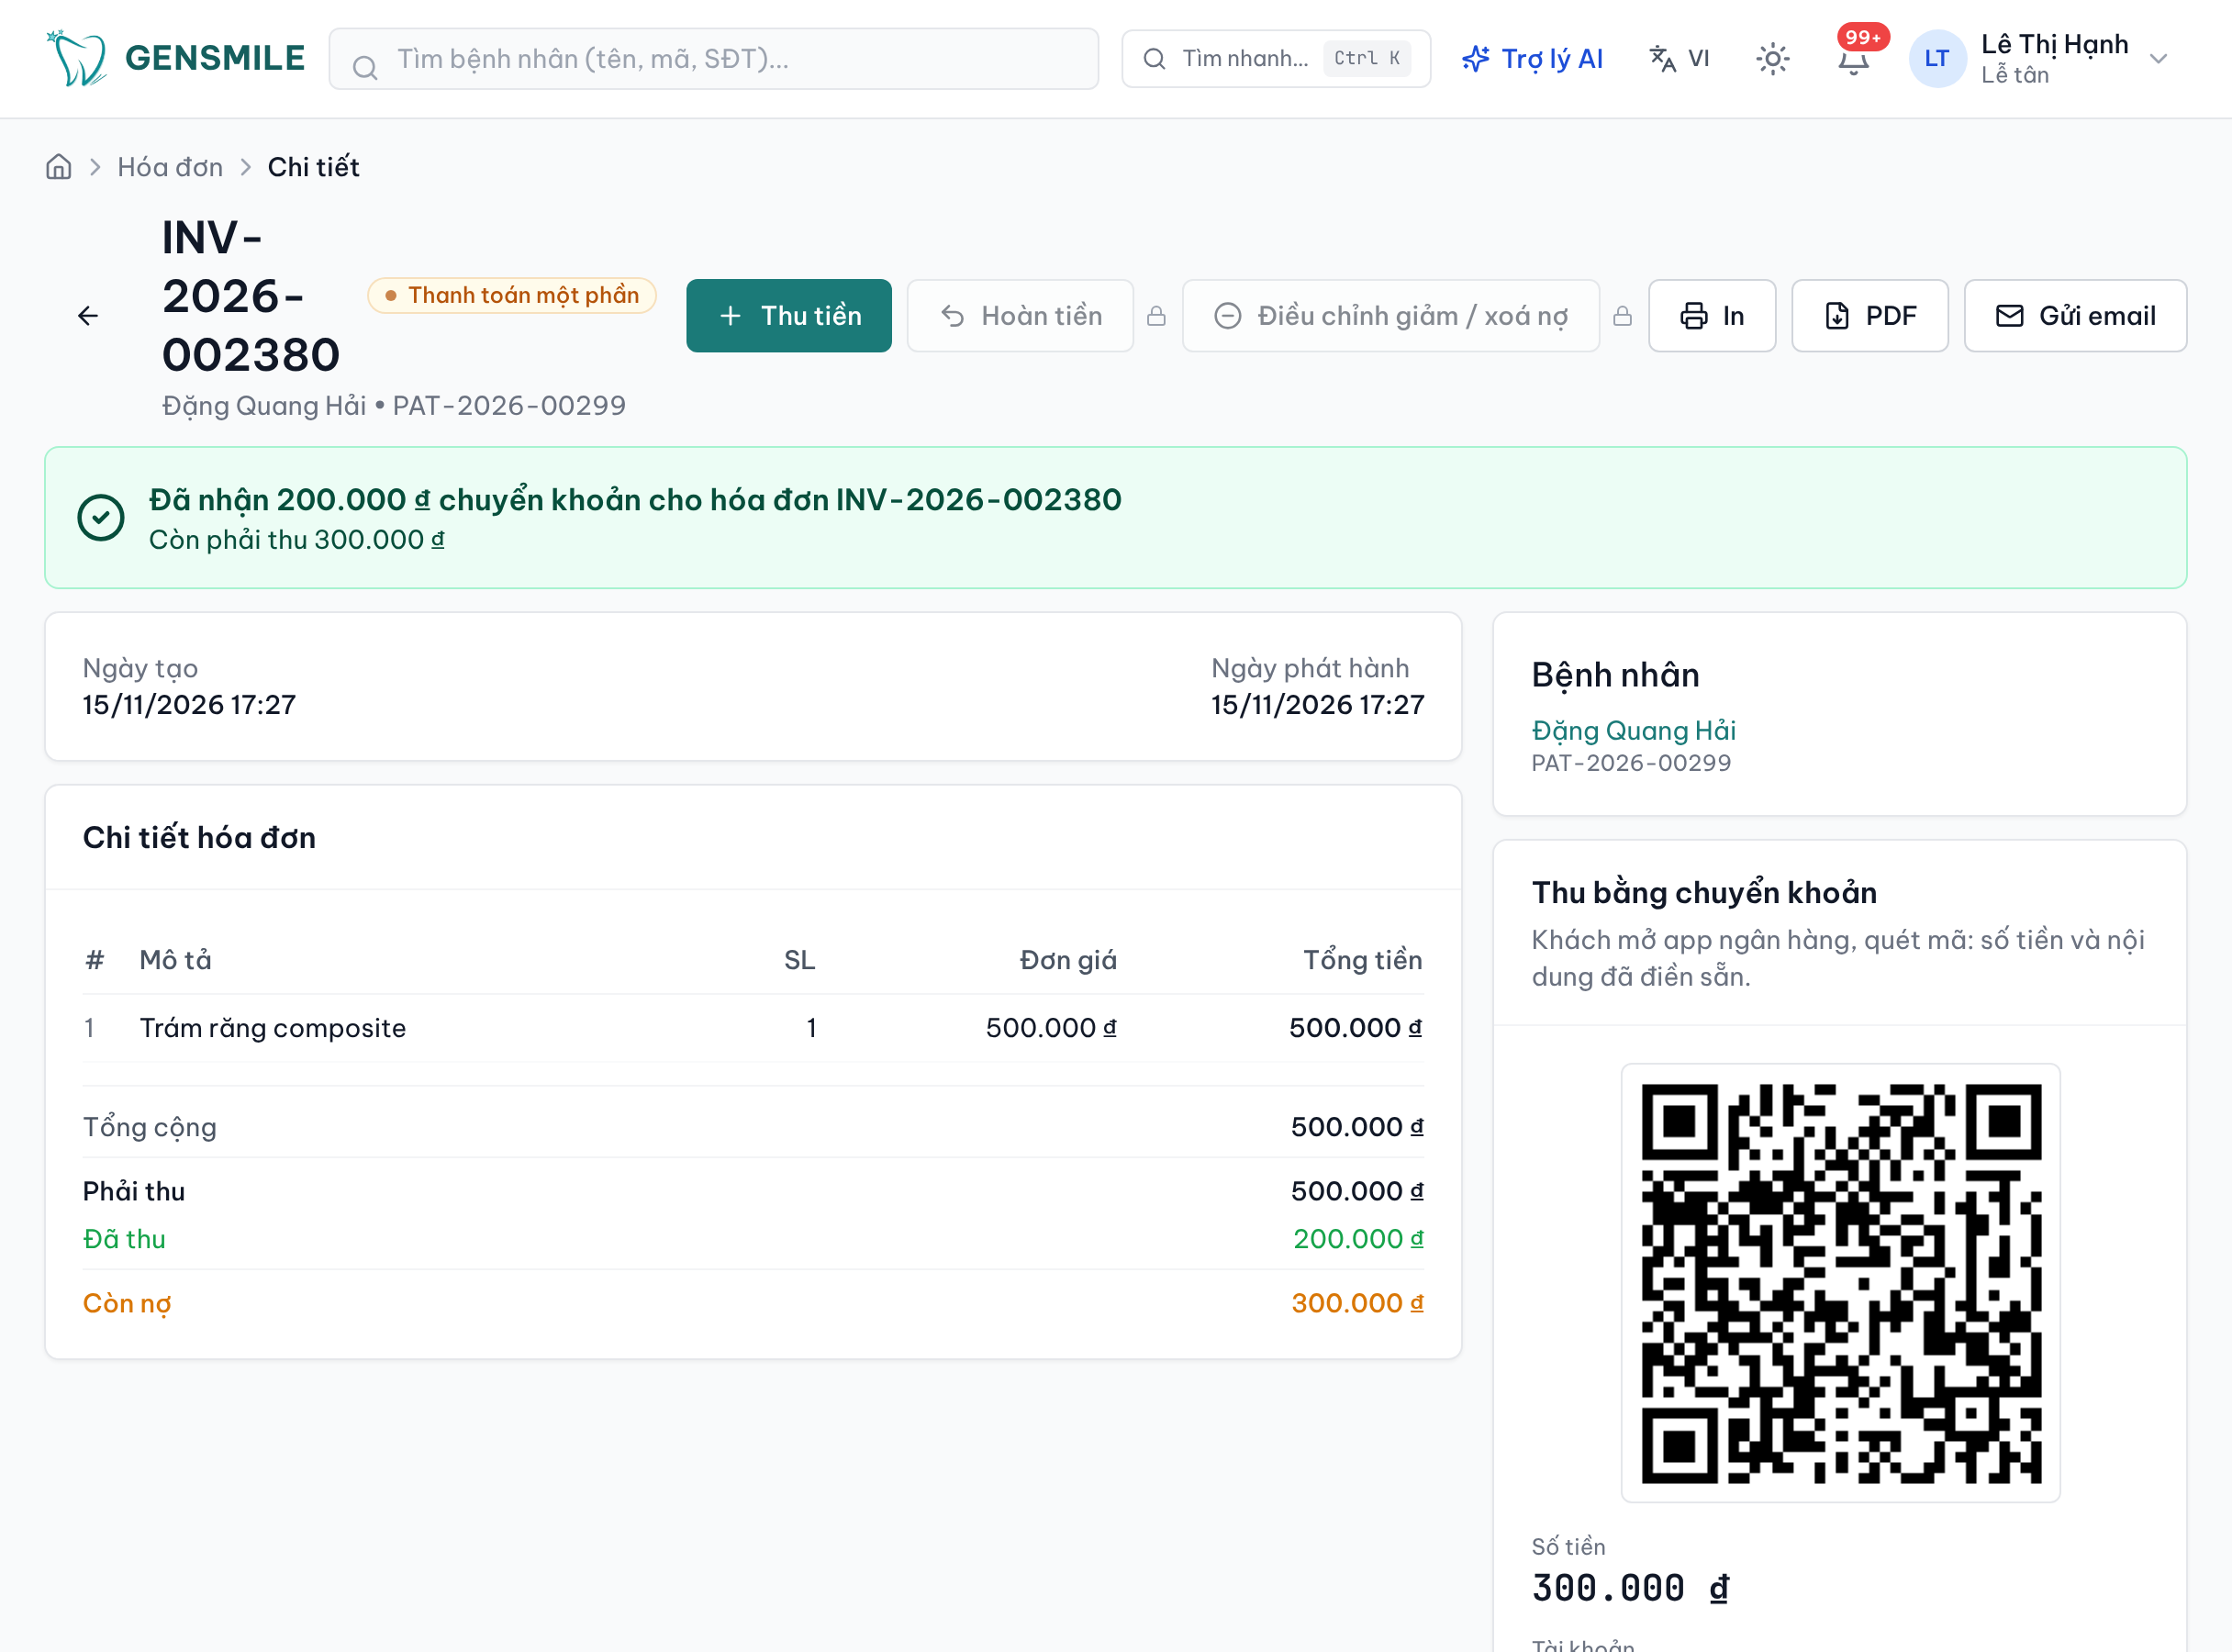 GENSMILE
Tìm bệnh nhân (tên, mã, SĐT)...
Tìm nhanh... Ctrl K
Trợ lý AI
VI
99+
LT
Lê Thị Hạnh
Lễ tân
Hóa đơn > Chi tiết
INV-
2026-
002380
Thanh toán một phần
Đặng Quang Hải • PAT-2026-00299
Thu tiền
Hoàn tiền
Điều chỉnh giảm / xoá nợ
In
PDF
Gửi email
Đã nhận 200.000 ₫ chuyển khoản cho hóa đơn INV-2026-002380
Còn phải thu 300.000 ₫
Ngày tạo
15/11/2026 17:27
Ngày phát hành
15/11/2026 17:27
Chi tiết hóa đơn
# Mô tả SL Đơn giá Tổng tiền
1 Trám răng composite 1 500.000 ₫ 500.000 ₫
Tổng cộng 500.000 ₫
Phải thu 500.000 ₫
Đã thu 200.000 ₫
Còn nợ 300.000 ₫
Bệnh nhân
Đặng Quang Hải
PAT-2026-00299
Thu bằng chuyển khoản
Khách mở app ngân hàng, quét mã: số tiền và nội
dung đã điền sẵn.
Số tiền
300.000 ₫
Tài khoản